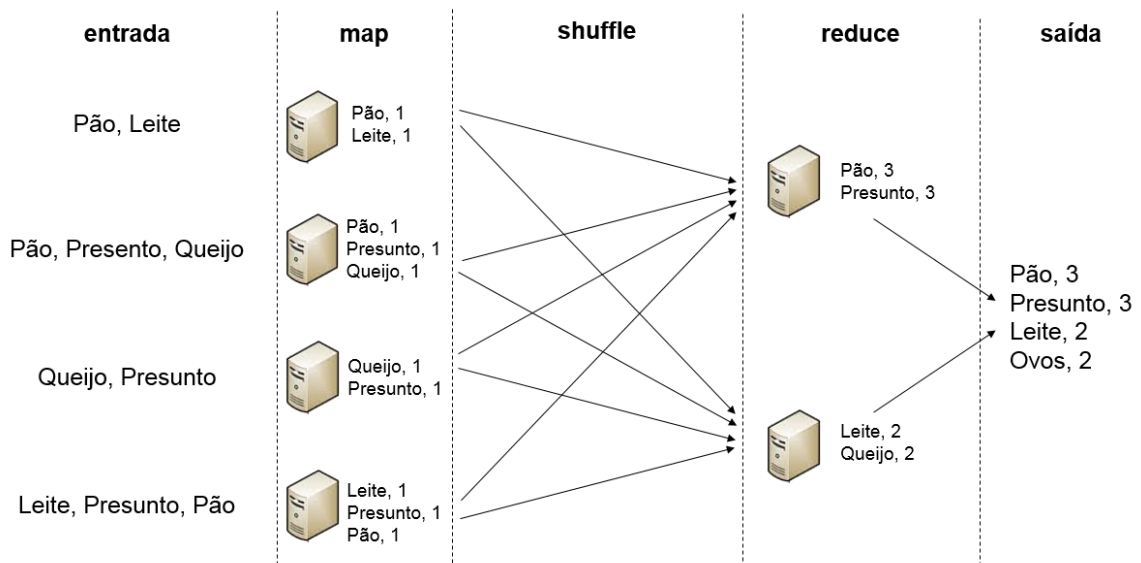 entrada
map
shuffle
reduce
saída
Pão, Leite
Pão, 1
Leite, 1
Pão, Presento, Queijo
Pão, 1
Presunto, 1
Queijo, 1
Queijo, Presunto
Queijo, 1
Presunto, 1
Leite, Presunto, Pão
Leite, 1
Presunto, 1
Pão, 1
Pão, 3
Presunto, 3
Leite, 2
Queijo, 2
Pão, 3
Presunto, 3
Leite, 2
Ovos, 2